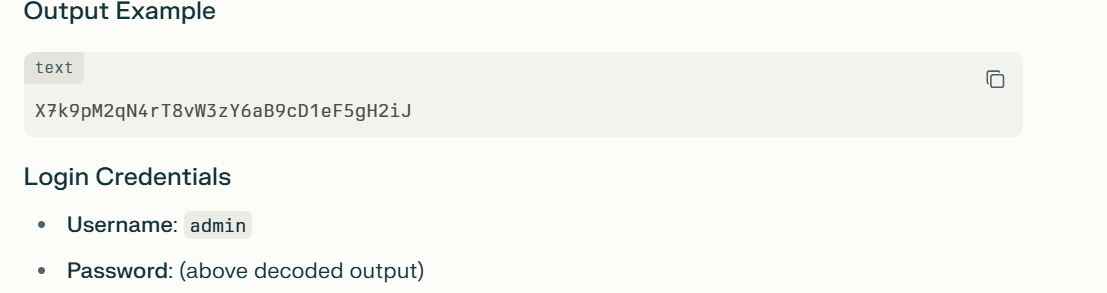 Output Example
text
X7k9pM2qN4rT8vW3zY6aB9cD1eF5gH2iJ
Login Credentials
• Username: admin
• Password: (above decoded output)